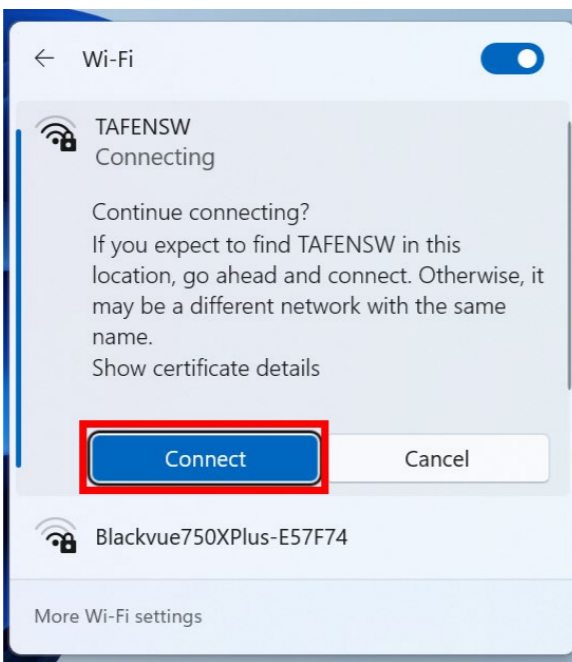 Wi-Fi
TAFENSW
Connecting
Continue connecting?
If you expect to find TAFENSW in this
location, go ahead and connect. Otherwise, it
may be a different network with the same
name.
Show certificate details
Connect
Cancel
Blackvue750XPlus-E57F74
More Wi-Fi settings